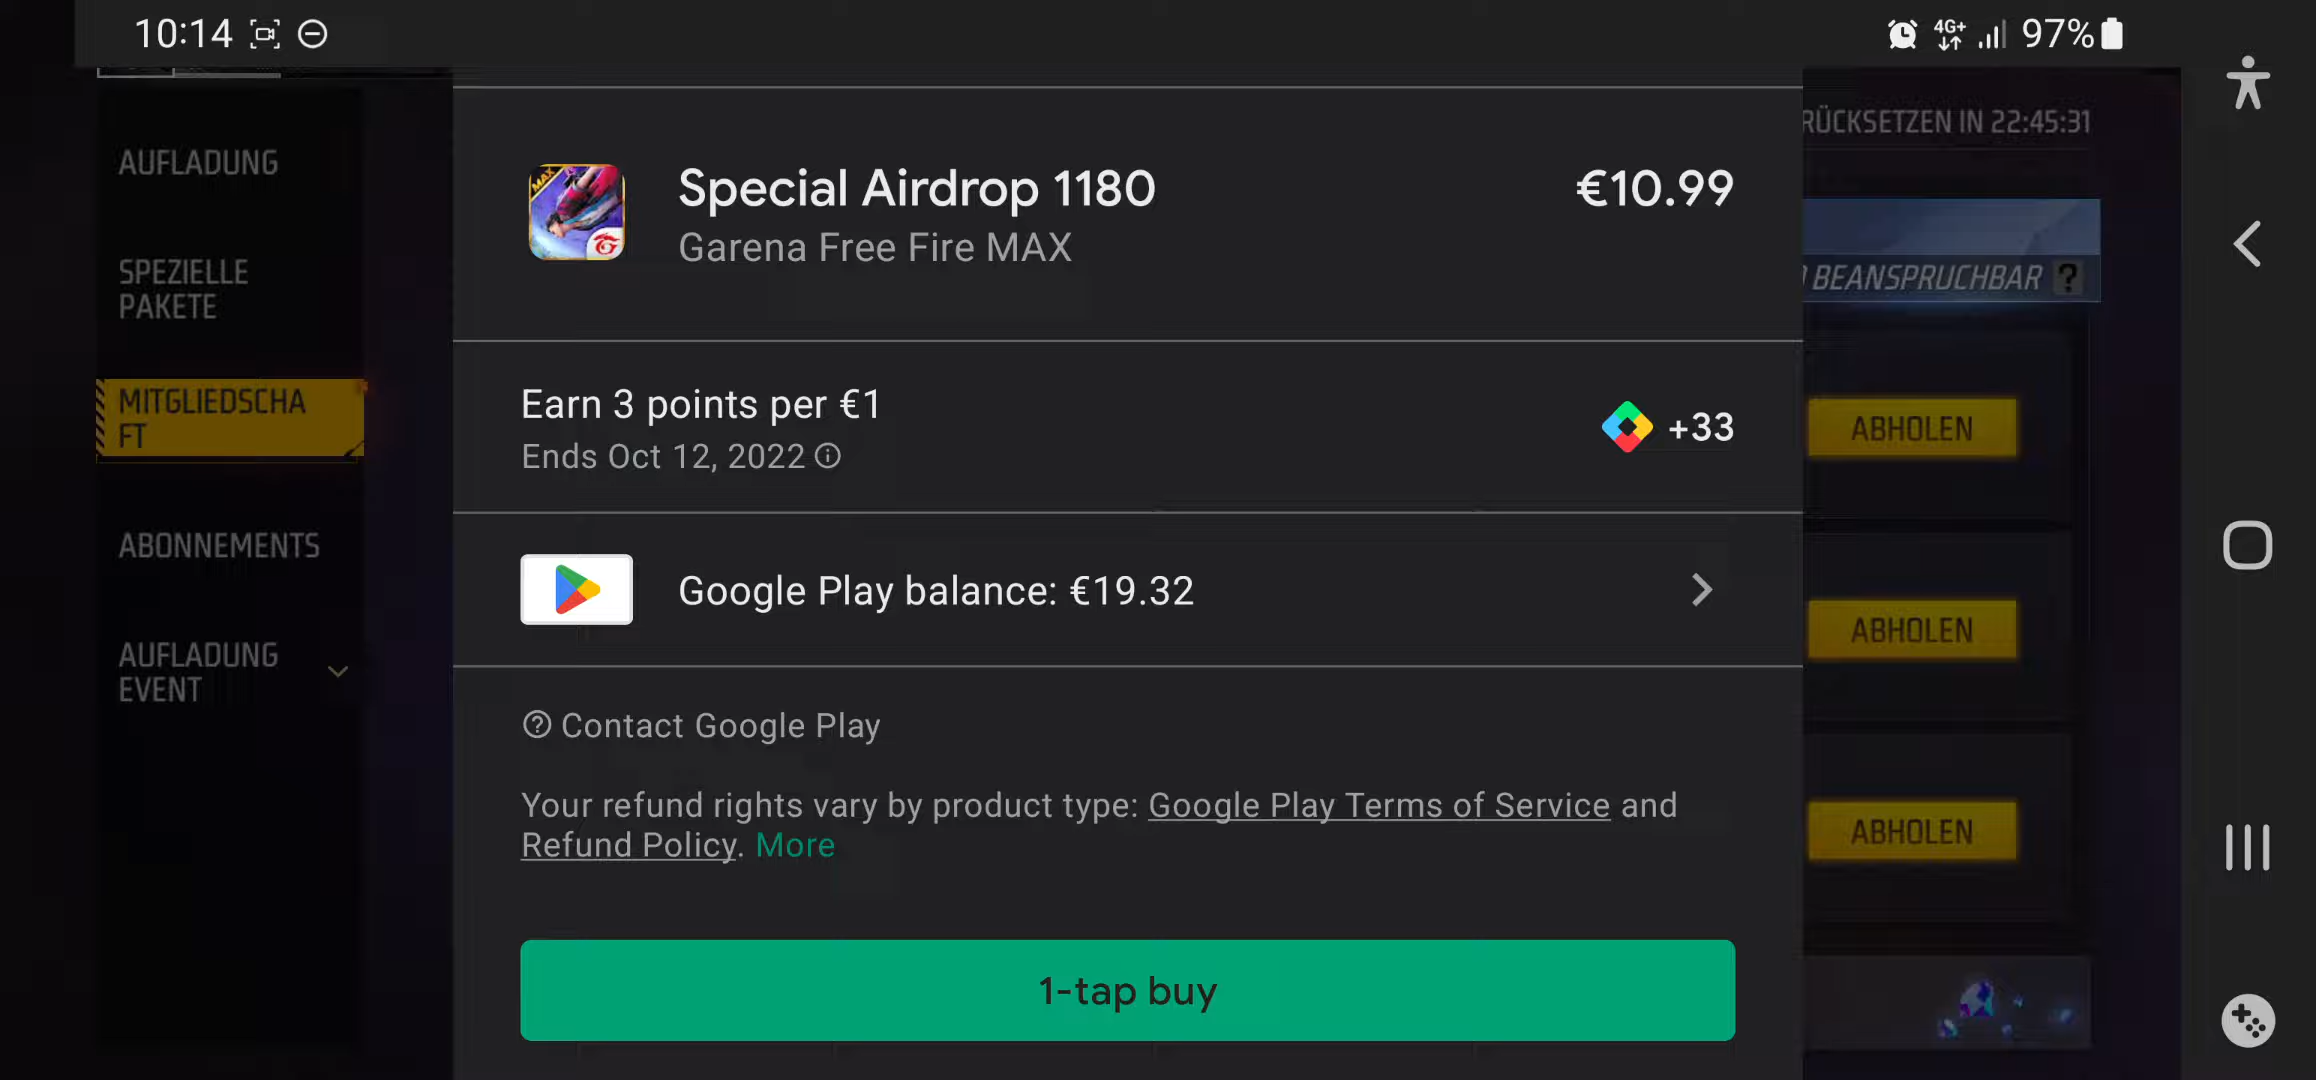 10:14
4G+
97%
AUFLADUNG
SPEZIELLE
PAKETE
MITGLIEDSCHA
FT
ABONNEMENTS
AUFLADUNG
EVENT
MAX
Special Airdrop 1180
€10.99
Garena Free Fire MAX
Earn 3 points per €1
Ends Oct 12, 2022
+33
Google Play balance: €19.32
Contact Google Play
Your refund rights vary by product type: Google Play Terms of Service and
Refund Policy. More
1-tap buy
RÜCKSETZEN IN 22:45:31
BEANSPRUCHBAR ?
ABHOLEN
ABHOLEN
ABHOLEN